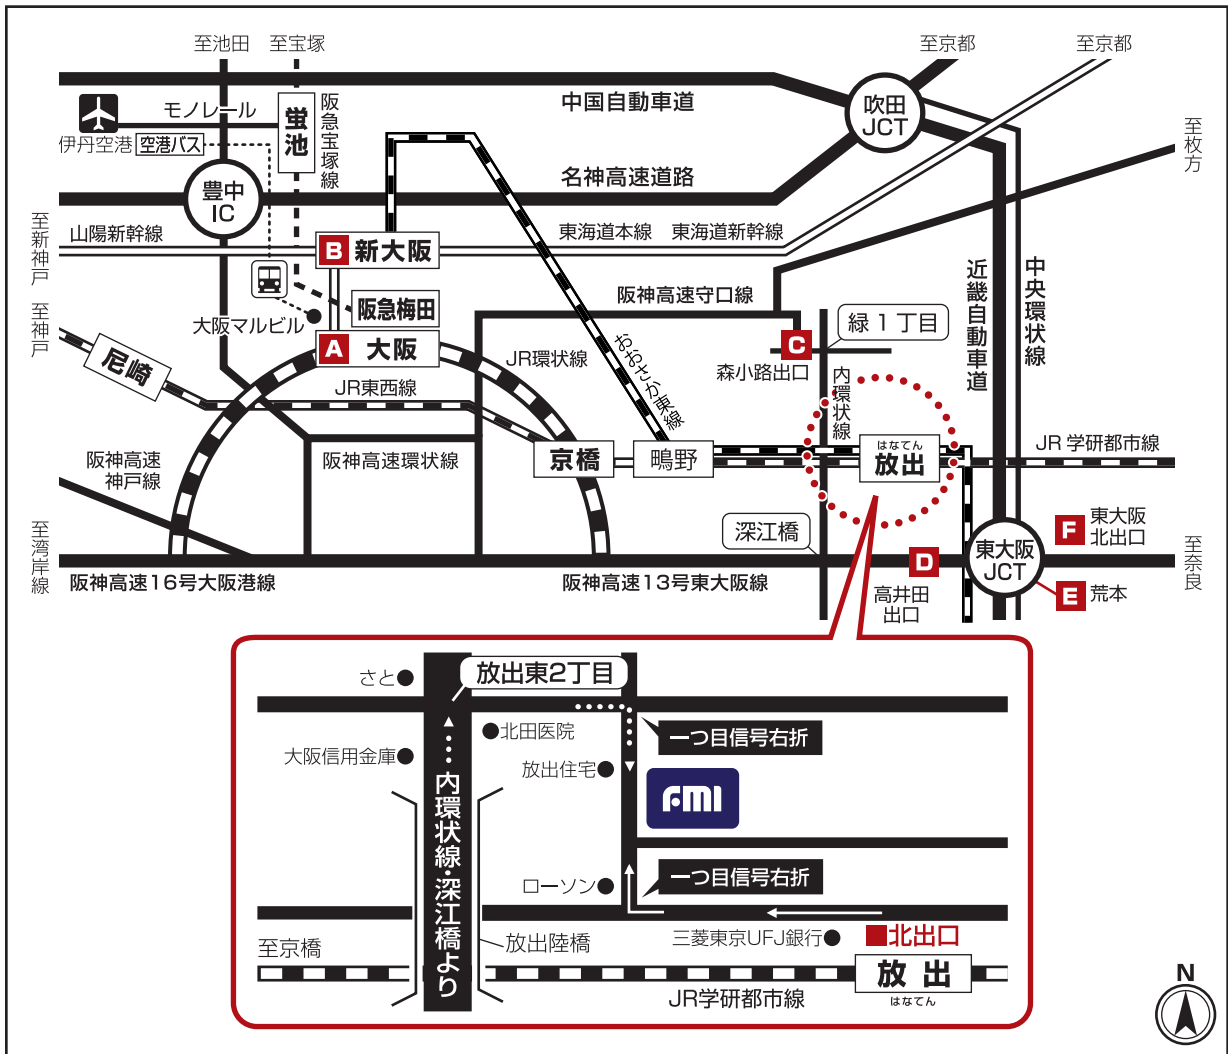 至池田
至宝塚
至京都
至京都
モノレール
阪急宝塚線
中国自動車道
吹田
JCT
伊丹空港
空港バス
蛍池
至枚方
豊中
IC
名神高速道路
至新神戸
山陽新幹線
B
新大阪
東海道本線
東海道新幹線
近畿自動車道
中央環状線
阪急梅田
阪神高速守口線
至神戸
大阪マルビル
緑1丁目
A
大阪
C
おおさか東線
JR環状線
尼崎
JR東西線
森小路出口
内環状線
はなてん
放出
JR学研都市線
阪神高速
神戸線
阪神高速環状線
京橋
鴫野
至湾岸線
深江橋
F
東大阪
北出口
至奈良
D
東大阪
JCT
阪神高速16号大阪港線
阪神高速13号東大阪線
高井田
出口
E
荒本
さと
放出東2丁目
北田医院
一つ目信号右折
大阪信用金庫
放出住宅
内環状線・深江橋より
fmi
ローソン
一つ目信号右折
至京橋
放出陸橋
三菱東京UFJ銀行
北出口
放出
はなてん
JR学研都市線
N